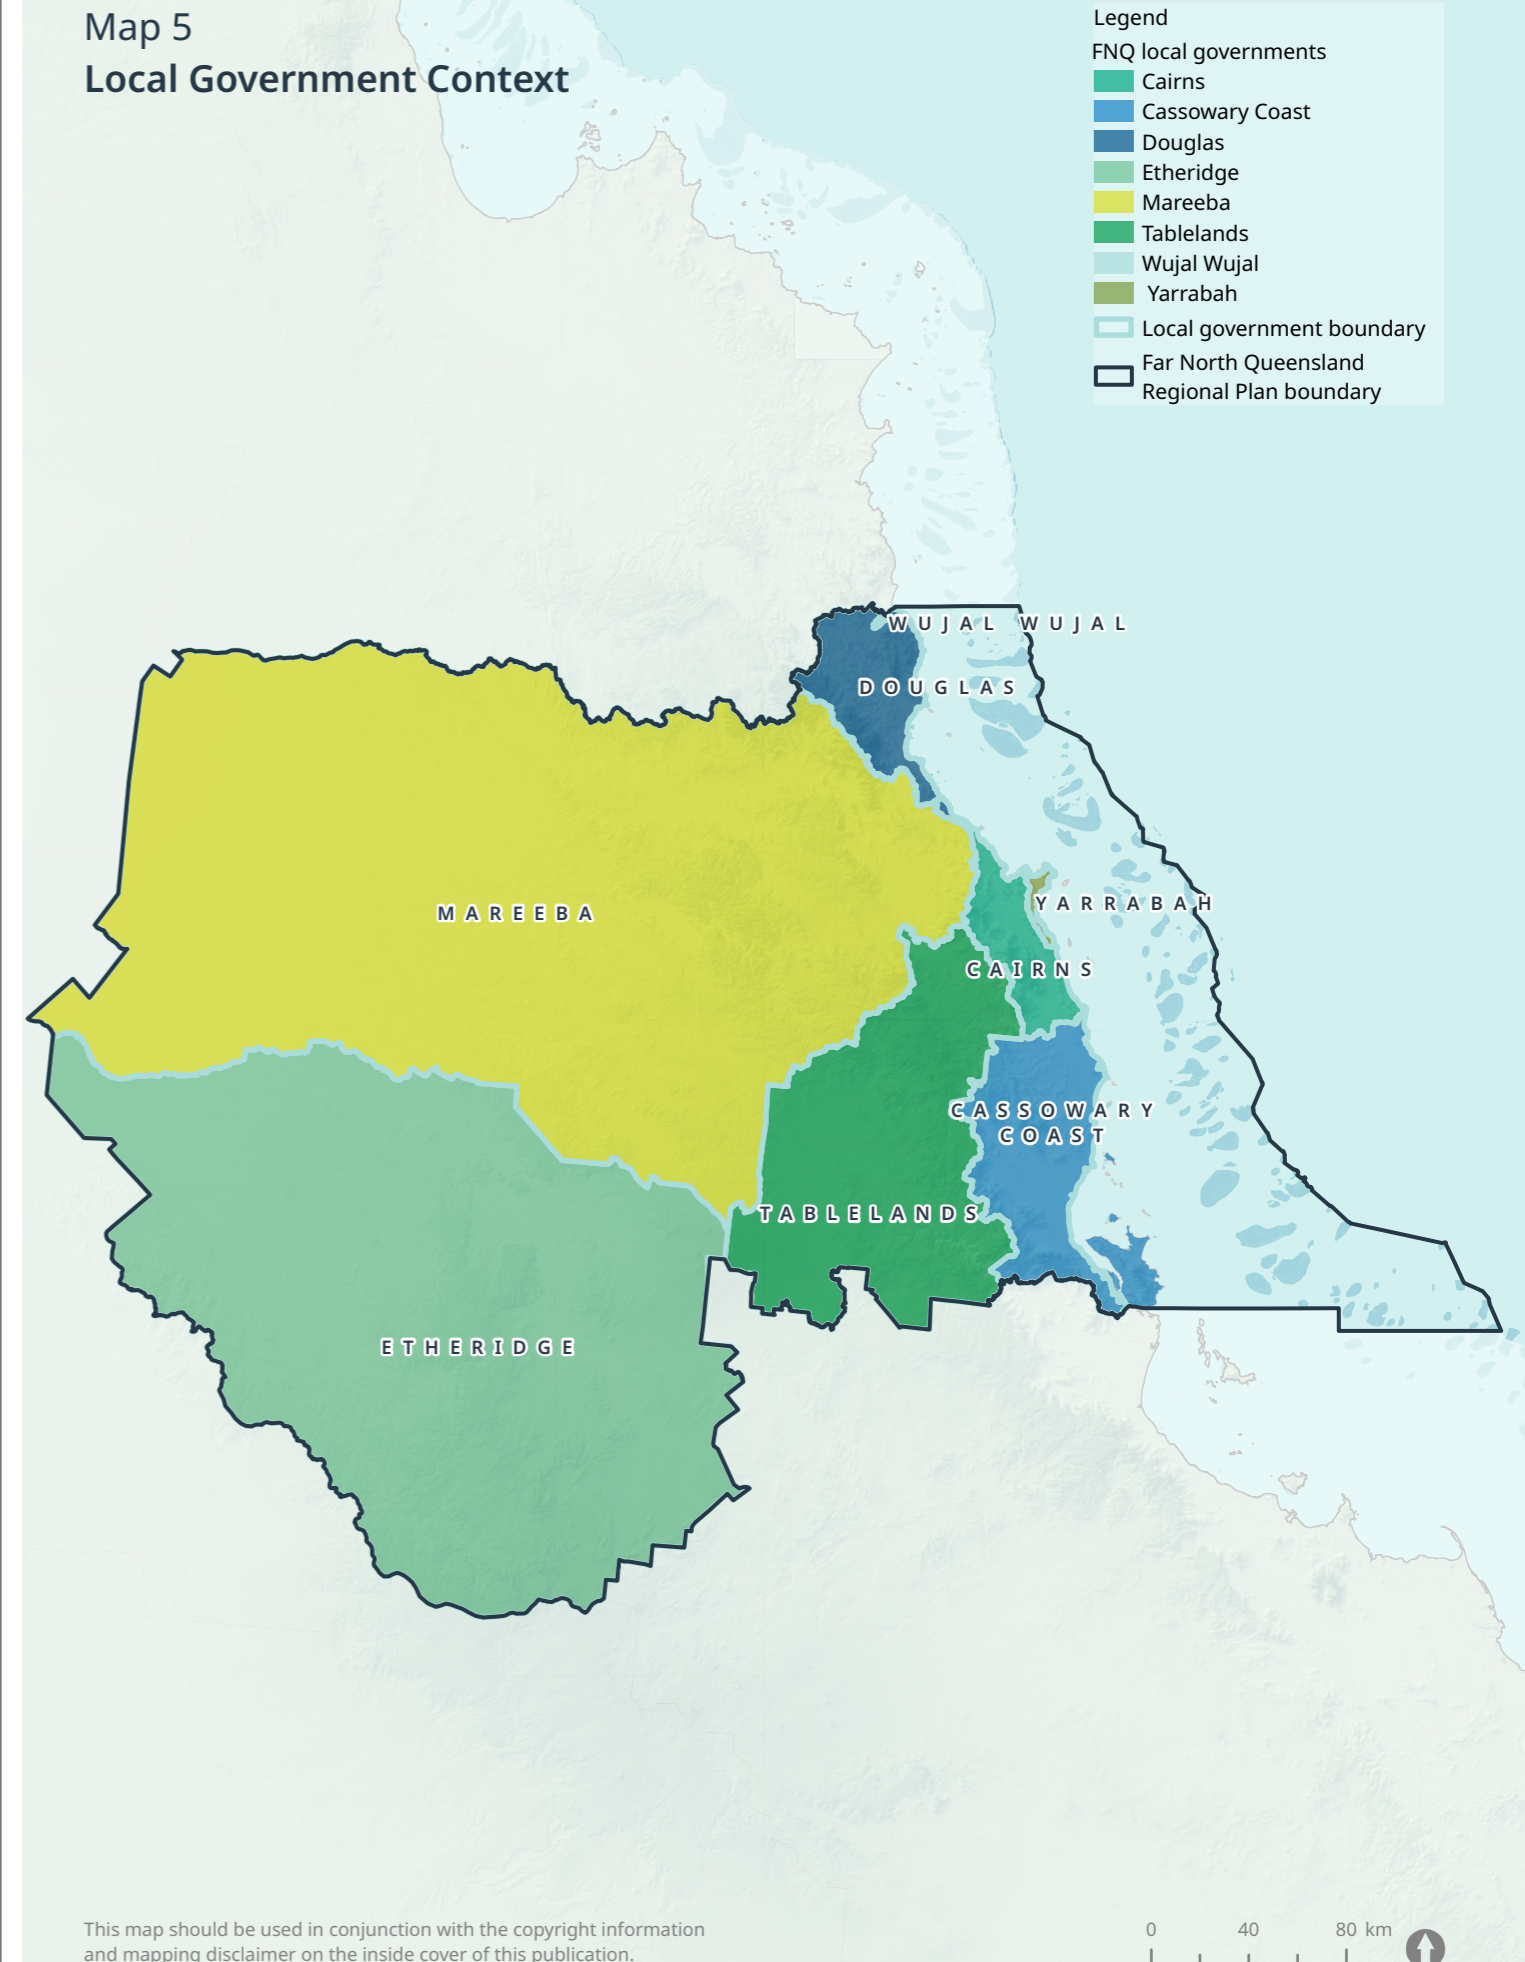 Map 5
Local Government Context
Legend
FNQ local governments
Cairns
Cassowary Coast
Douglas
Etheridge
Mareeba
Tablelands
Wujal Wujal
Yarrabah
Local government boundary
Far North Queensland
Regional Plan boundary
WUJAL WUJAL
DOUGLAS
MAREEBA
YARRABAH
CAIRNS
CASSOWARY
COAST
TABLELANDS
ETHERIDGE
This map should be used in conjunction with the copyright information
and mapping disclaimer on the inside cover of this publication.
0 40 80 km